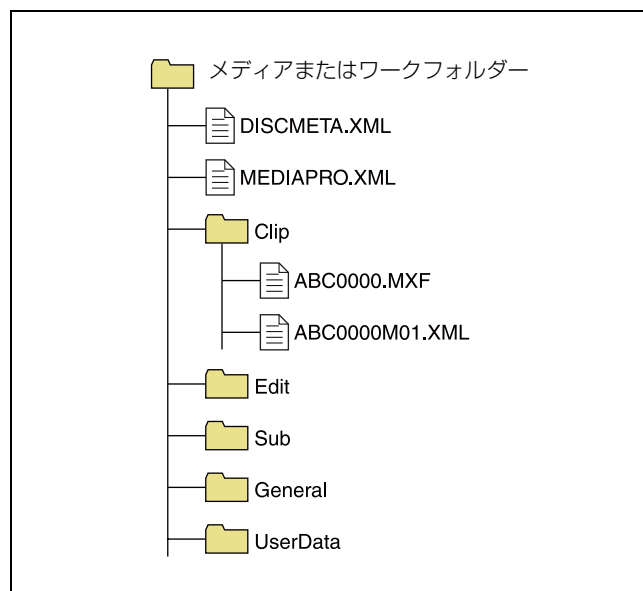 メディアまたはワークフォルダー
DISCMETA.XML
MEDIAPRO.XML
Clip
ABC0000.MXF
ABC0000M01.XML
Edit
Sub
General
UserData